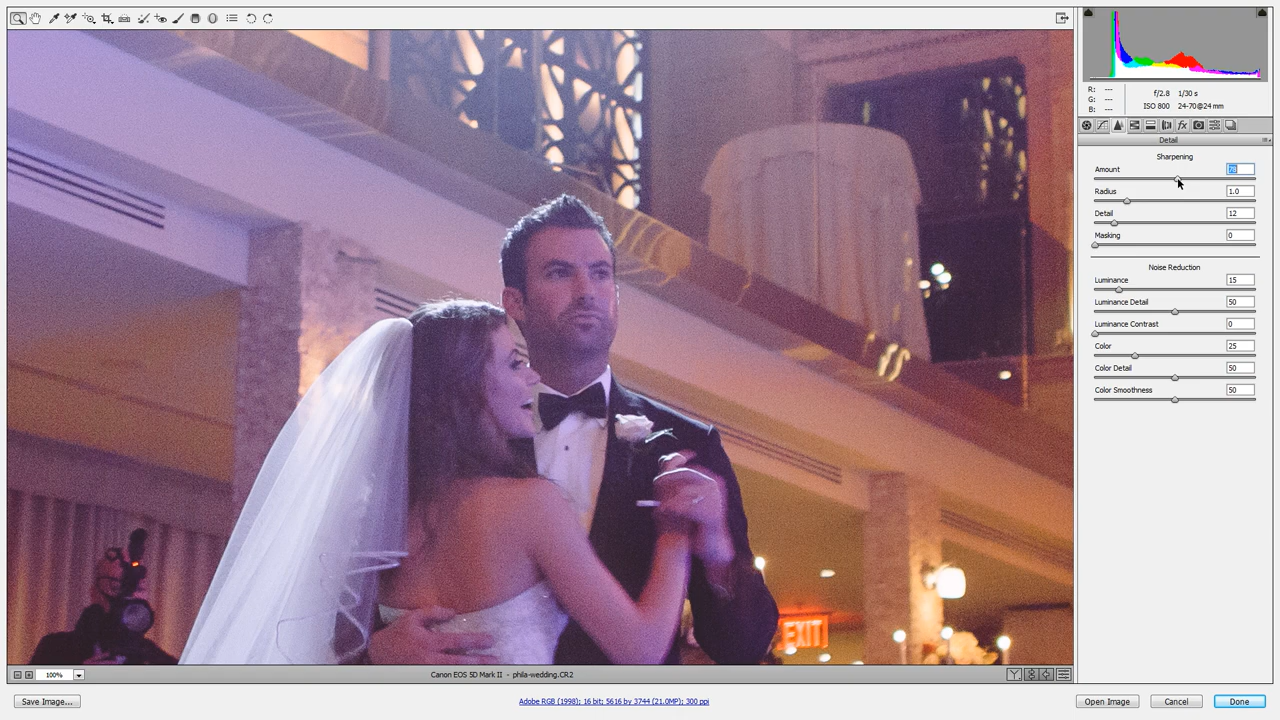 R: ---
G: ---
B: ---
f/2.8 1/30 s
ISO 800 24-70@24 mm
Detail
Sharpening
Amount
Radius 1.0
Detail 12
Masking 0
Noise Reduction
Luminance 15
Luminance Detail 50
Luminance Contrast 0
Color 25
Color Detail 50
Color Smoothness 50
EXIT
100%
Canon EOS 5D Mark II - phila-wedding.CR2
Save Image...
Adobe RGB (1998); 16 bit; 5616 by 3744 (21.0MP); 300 ppi
Open Image
Cancel
Done